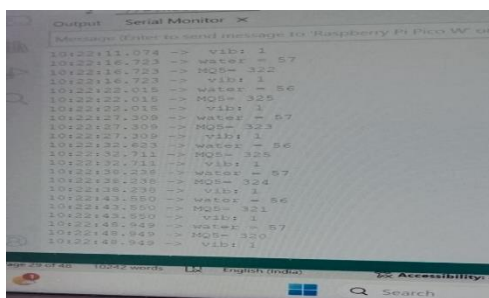 Output Serial Monitor ×
Message (Enter to send message to 'Raspberry Pi Pico W' on
10:22:11.074 -> vib: 1
10:22:16.723 -> water = 57
10:22:16.723 -> MQ5= 322
10:22:16.723 -> vib: 1
10:22:22.015 -> water = 56
10:22:22.015 -> MQ5= 325
10:22:22.015 -> vib: 1
10:22:27.309 -> water = 57
10:22:27.309 -> MQ5= 323
10:22:27.309 -> vib: 1
10:22:32.623 -> water = 56
10:22:32.711 -> MQ5= 325
10:22:32.711 -> vib: 1
10:22:38.238 -> water = 57
10:22:38.238 -> MQ5= 324
10:22:38.238 -> vib: 1
10:22:43.550 -> water = 56
10:22:43.550 -> MQ5= 321
10:22:43.550 -> vib: 1
10:22:48.949 -> water = 57
10:22:48.949 -> MQ5= 320
10:22:48.949 -> vib: 1
age 29 of 48 10242 words English (India) Accessibility:
Search